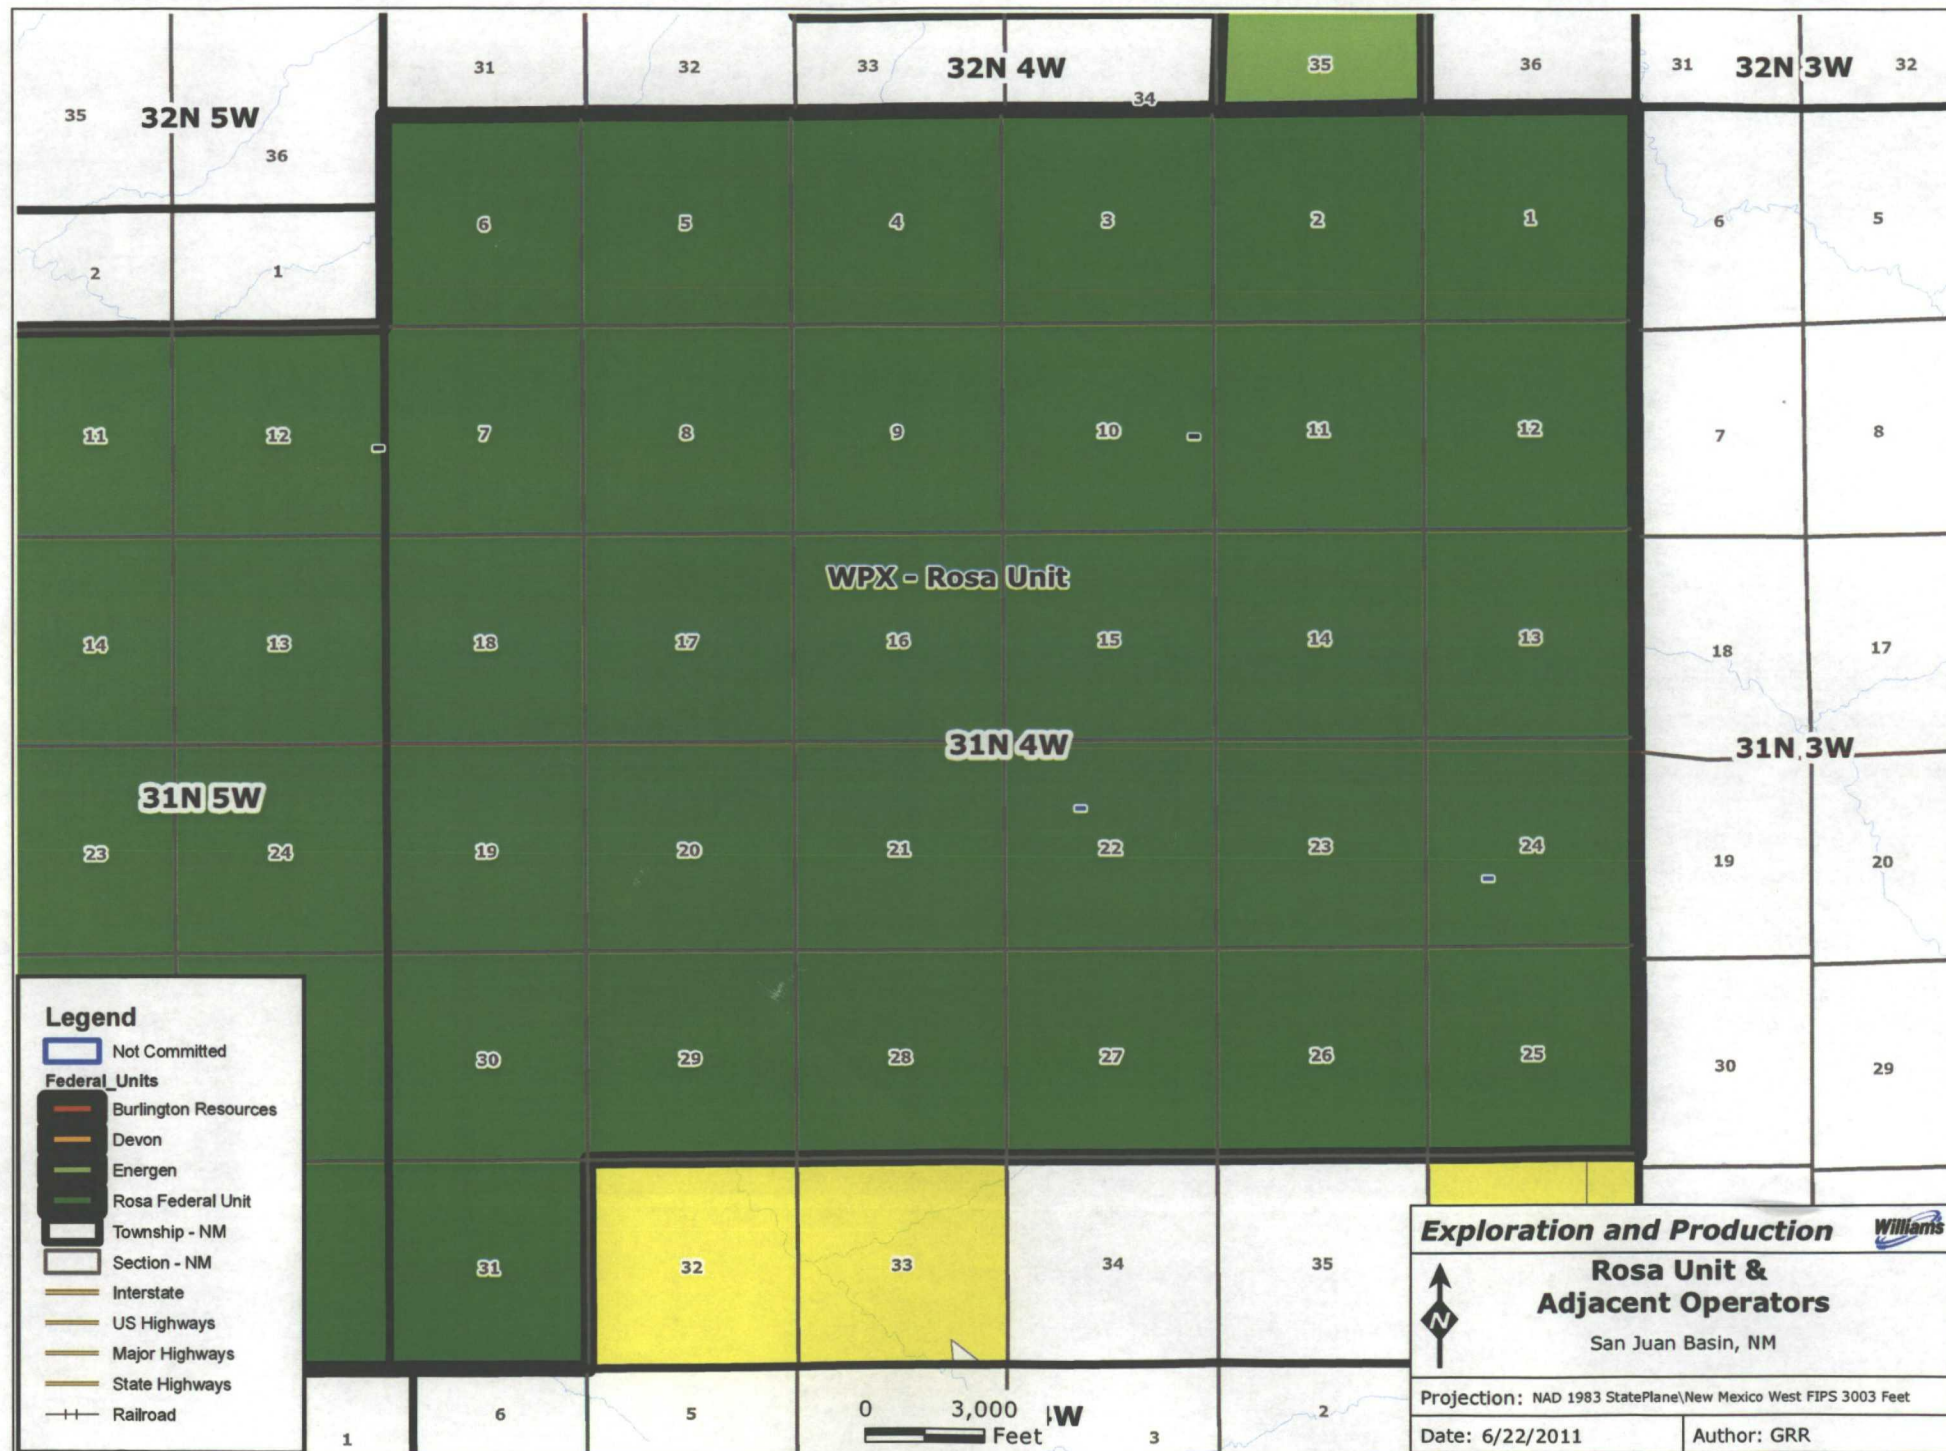 31 32 33 32N 4W 35 36 31 32N 3W 32
34
35 32N 5W
36
6 5 4 3 2 1 6 5
2 1
11 12 7 8 9 10 11 12 7 8
WPX - Rosa Unit
14 13 18 17 16 15 14 13 18 17
31N 4W 31N 3W
31N 5W
23 24 19 20 21 22 23 24 19 20
30 29 28 27 26 25 30 29
31 32 33 34 35
1 6 5 W 3 2
Legend
Not Committed
Federal_Units
Burlington Resources
Devon
Energen
Rosa Federal Unit
Township - NM
Section - NM
Interstate
US Highways
Major Highways
State Highways
Railroad
0 3,000
Feet
Exploration and Production Williams
N
Rosa Unit &
Adjacent Operators
San Juan Basin, NM
Projection: NAD 1983 StatePlane\New Mexico West FIPS 3003 Feet
Date: 6/22/2011 Author: GRR